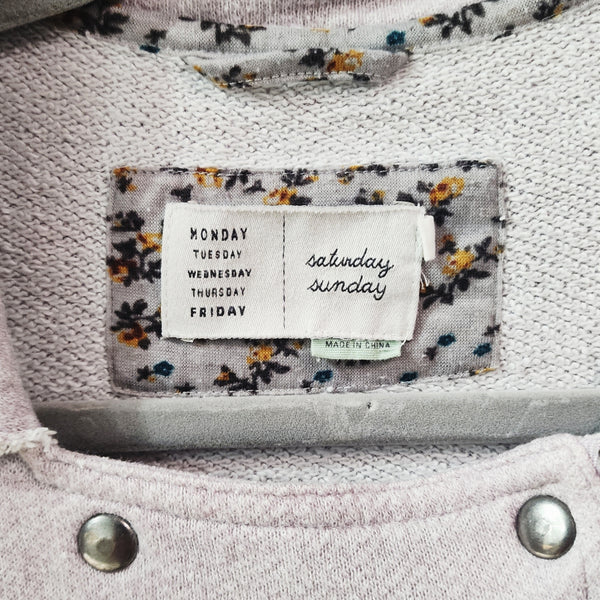 MONDAY
TUESDAY
WEDNESDAY
THURSDAY
FRIDAY
saturday
sunday
MADE IN CHINA